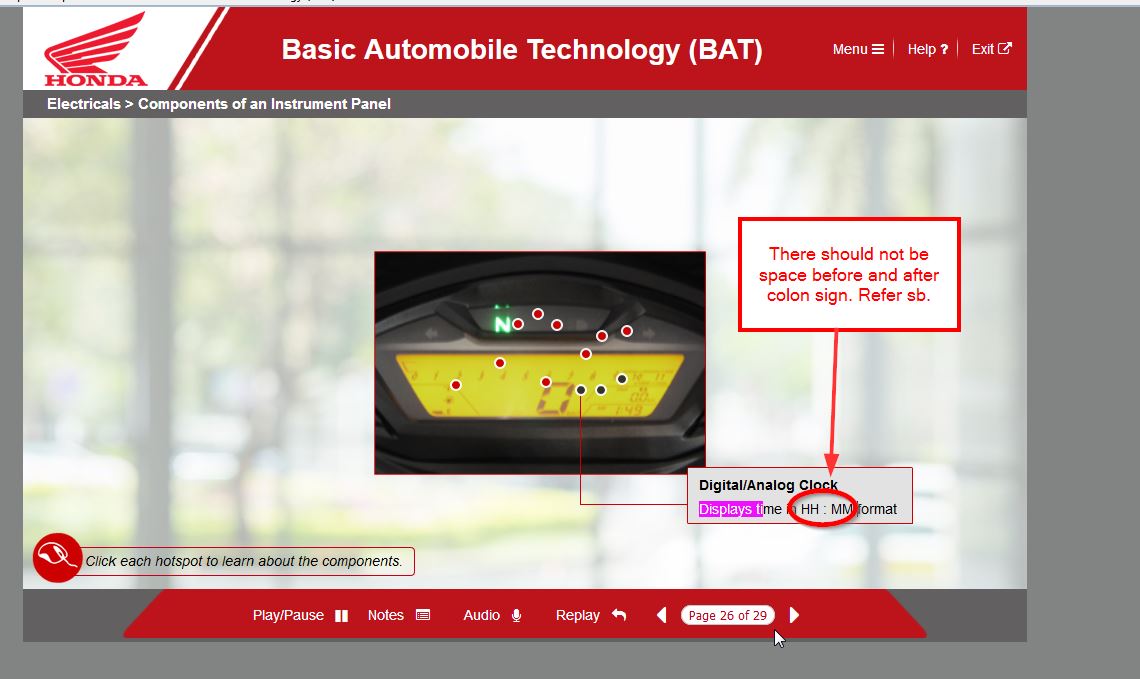 HONDA
Basic Automobile Technology (BAT)
Menu
Help ?
Exit
Electricals > Components of an Instrument Panel
There should not be
space before and after
colon sign. Refer sb.
N
1:49
Digital/Analog Clock
Displays time in HH : MM format
Click each hotspot to learn about the components.
Play/Pause
Notes
Audio
Replay
Page 26 of 29